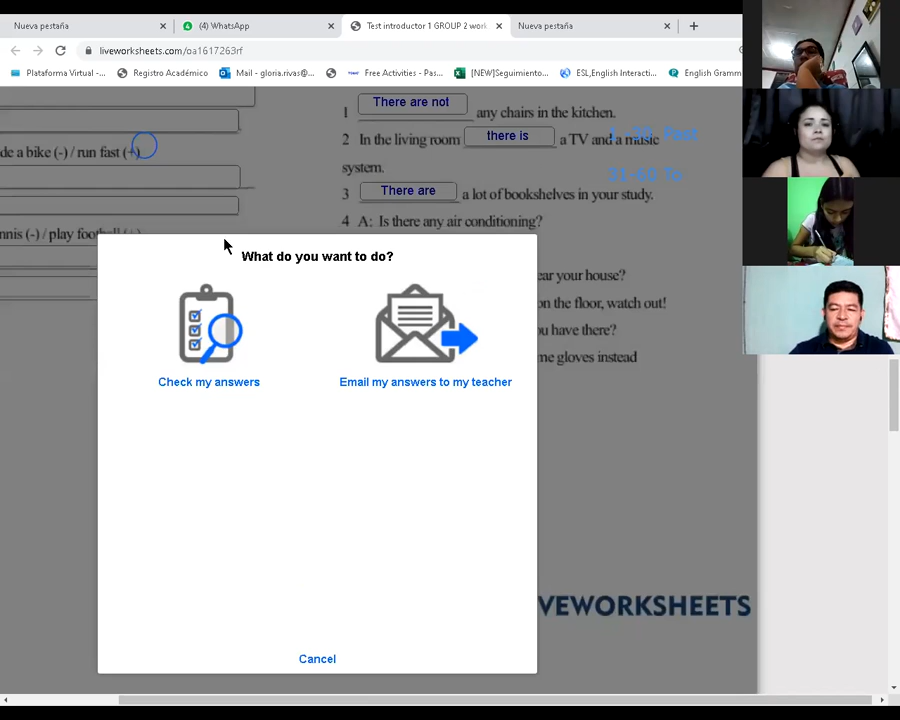 Nueva pestaña
(4) WhatsApp
Test introductor 1 GROUP 2 work
Nueva pestaña
liveworksheets.com/oa1617263rf
Plataforma Virtual -...
Registro Académico
Mail - gloria.rivas@...
Free Activities - Pas...
[NEW]Seguimiento...
ESL,English Interacti...
English Gramm
1 There are not any chairs in the kitchen.
2 In the living room there is a TV and a music
system.
3 There are a lot of bookshelves in your study.
4 A: Is there any air conditioning?
1 -30 Past
31-60 To
de a bike (-) / run fast (+)
nnis (-) / play football (+)
ear your house?
on the floor, watch out!
u have there?
me gloves instead
What do you want to do?
Check my answers
Email my answers to my teacher
Cancel
VEWORKSHEETS